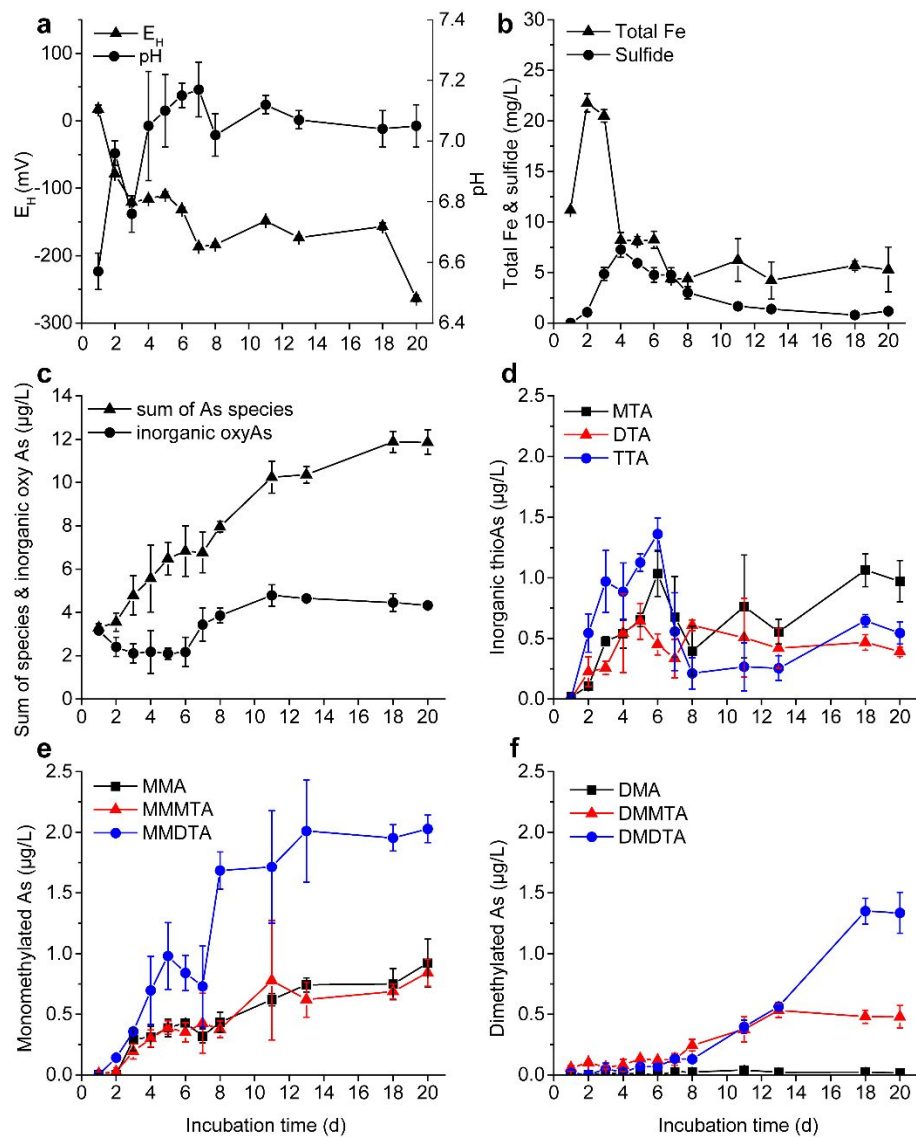 a
E_H
pH
E_H (mV)
100
50
0
-50
-100
-150
-200
-250
-300
7.4
7.2
7.0
6.8
6.6
6.4
pH
0 2 4 6 8 10 12 14 16 18 20
b
Total Fe
Sulfide
Total Fe & sulfide (mg/L)
30
25
20
15
10
5
0
0 2 4 6 8 10 12 14 16 18 20
c
sum of As species
inorganic oxyAs
Sum of species & inorganic oxy As (µg/L)
14
12
10
8
6
4
2
0
0 2 4 6 8 10 12 14 16 18 20
d
MTA
DTA
TTA
Inorganic thioAs (µg/L)
2.5
2.0
1.5
1.0
0.5
0.0
0 2 4 6 8 10 12 14 16 18 20
e
MMA
MMMTA
MMDTA
Monomethylated As (µg/L)
2.5
2.0
1.5
1.0
0.5
0.0
0 2 4 6 8 10 12 14 16 18 20
Incubation time (d)
f
DMA
DMMTA
DMDTA
Dimethylated As (µg/L)
2.5
2.0
1.5
1.0
0.5
0.0
0 2 4 6 8 10 12 14 16 18 20
Incubation time (d)